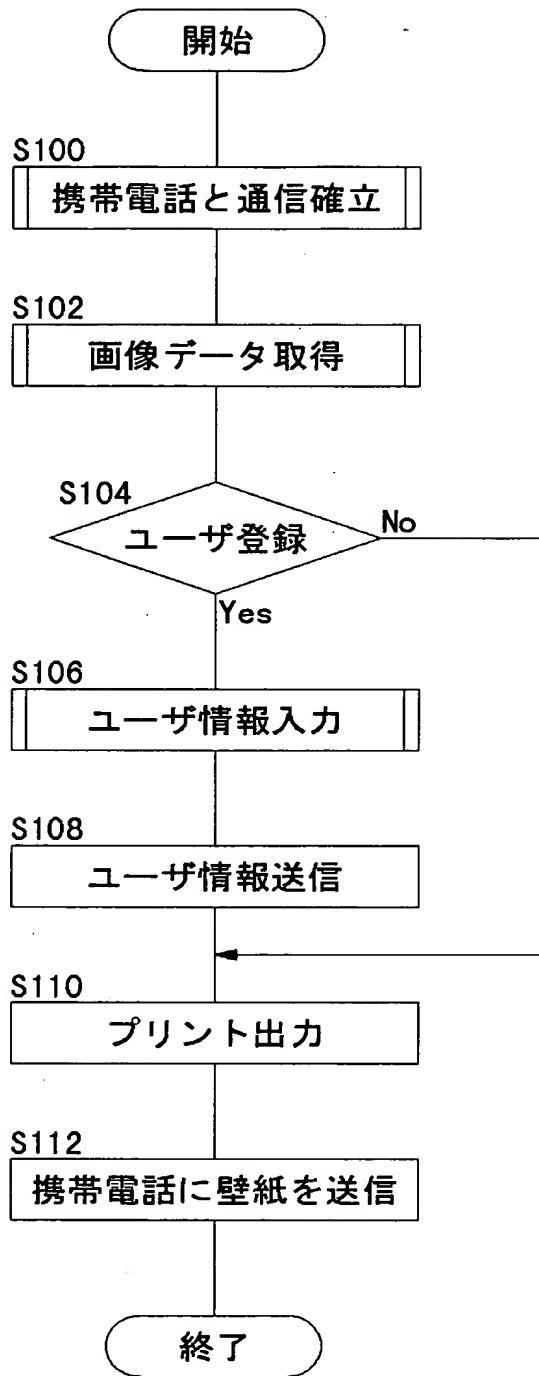 開始
S100
携帯電話と通信確立
S102
画像データ取得
S104
ユーザ登録
No
Yes
S106
ユーザ情報入力
S108
ユーザ情報送信
S110
プリント出力
S112
携帯電話に壁紙を送信
終了